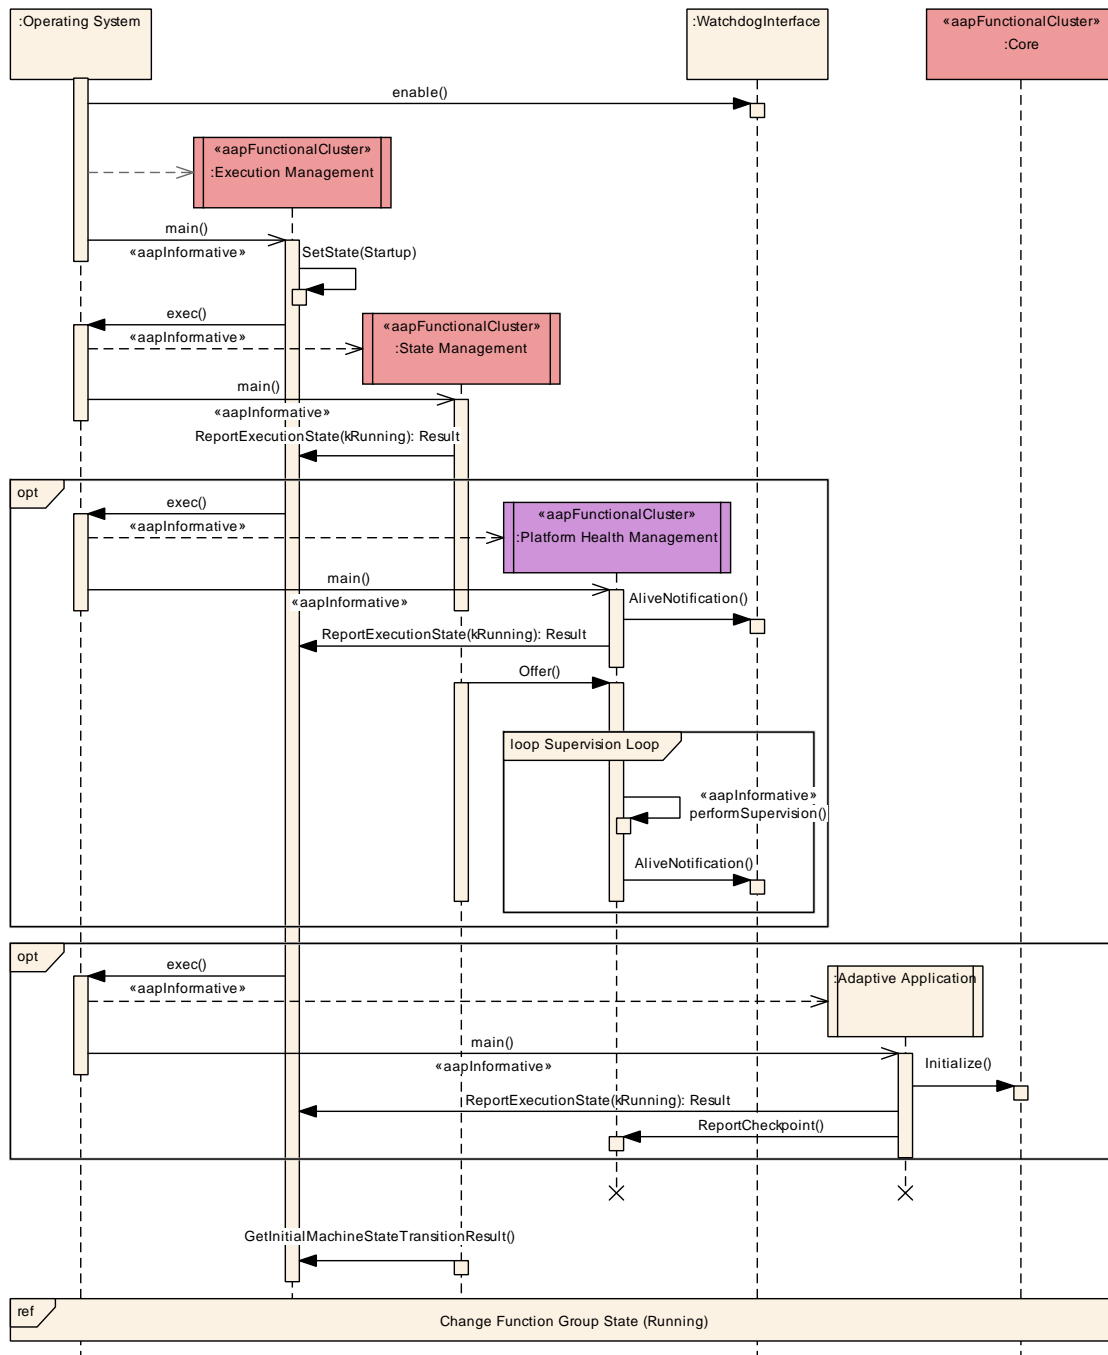 :Operating System
:WatchdogInterface
«aapFunctionalCluster»
:Core
enable()
«aapFunctionalCluster»
:Execution Management
main()
«aapInformative»
SetState(Startup)
exec()
«aapInformative»
«aapFunctionalCluster»
:State Management
main()
«aapInformative»
ReportExecutionState(kRunning): Result
opt
exec()
«aapInformative»
«aapFunctionalCluster»
:Platform Health Management
main()
«aapInformative»
AliveNotification()
ReportExecutionState(kRunning): Result
Offer()
loop Supervision Loop
«aapInformative»
performSupervision()
AliveNotification()
opt
exec()
«aapInformative»
:Adaptive Application
main()
«aapInformative»
Initialize()
ReportExecutionState(kRunning): Result
ReportCheckpoint()
GetInitialMachineStateTransitionResult()
ref
Change Function Group State (Running)